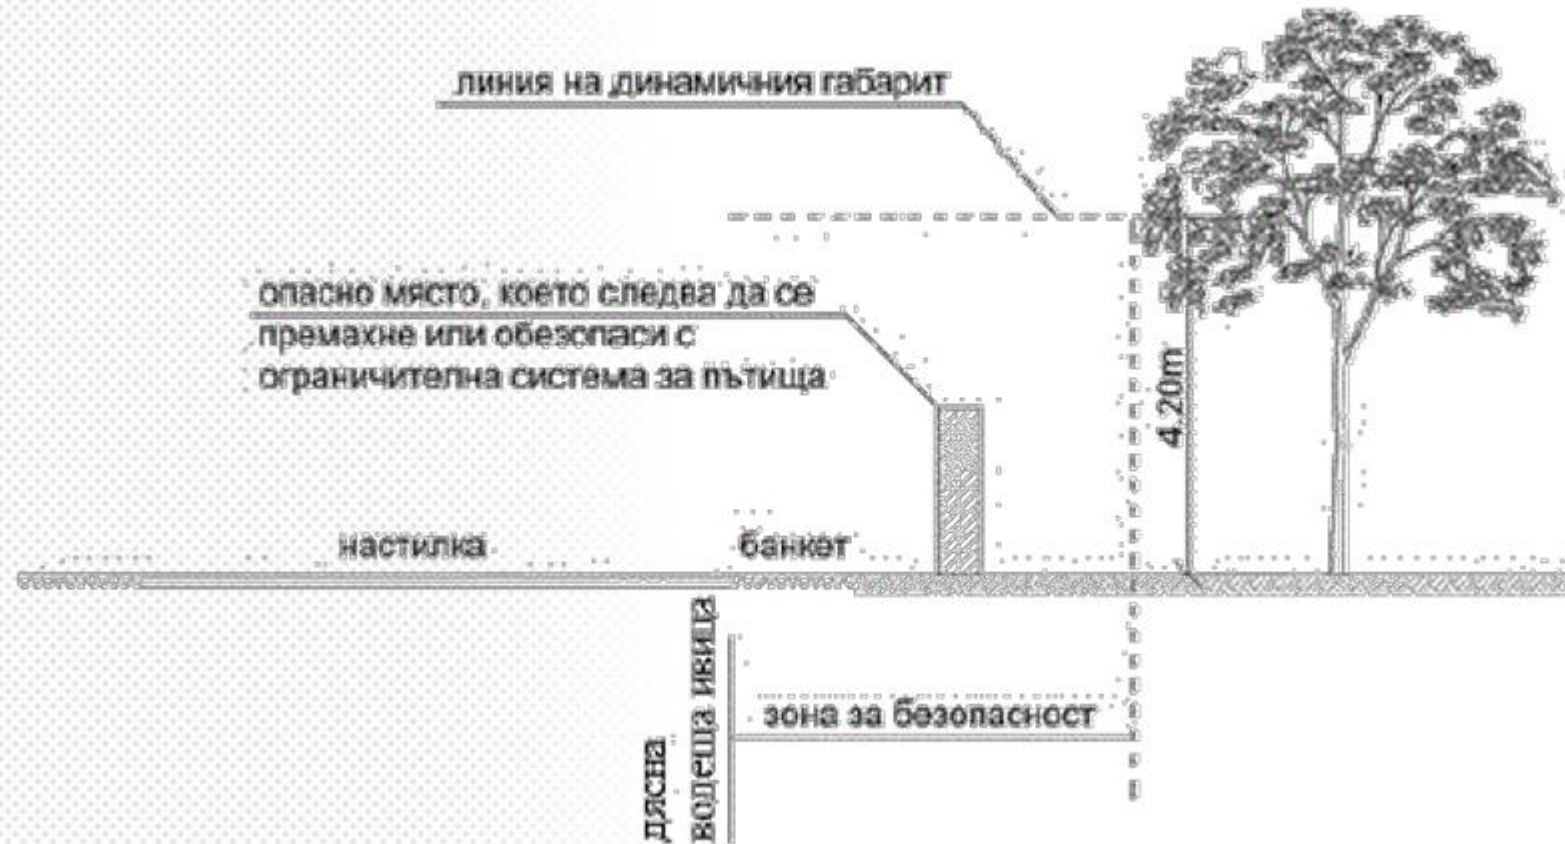 линия на динамичния габарит
опасно място, което следва да се
премахне или обезопаси с
ограничителна система за пътища
4.20m
настилка
банкет
дясна
водеща ивица
зона за безопасност